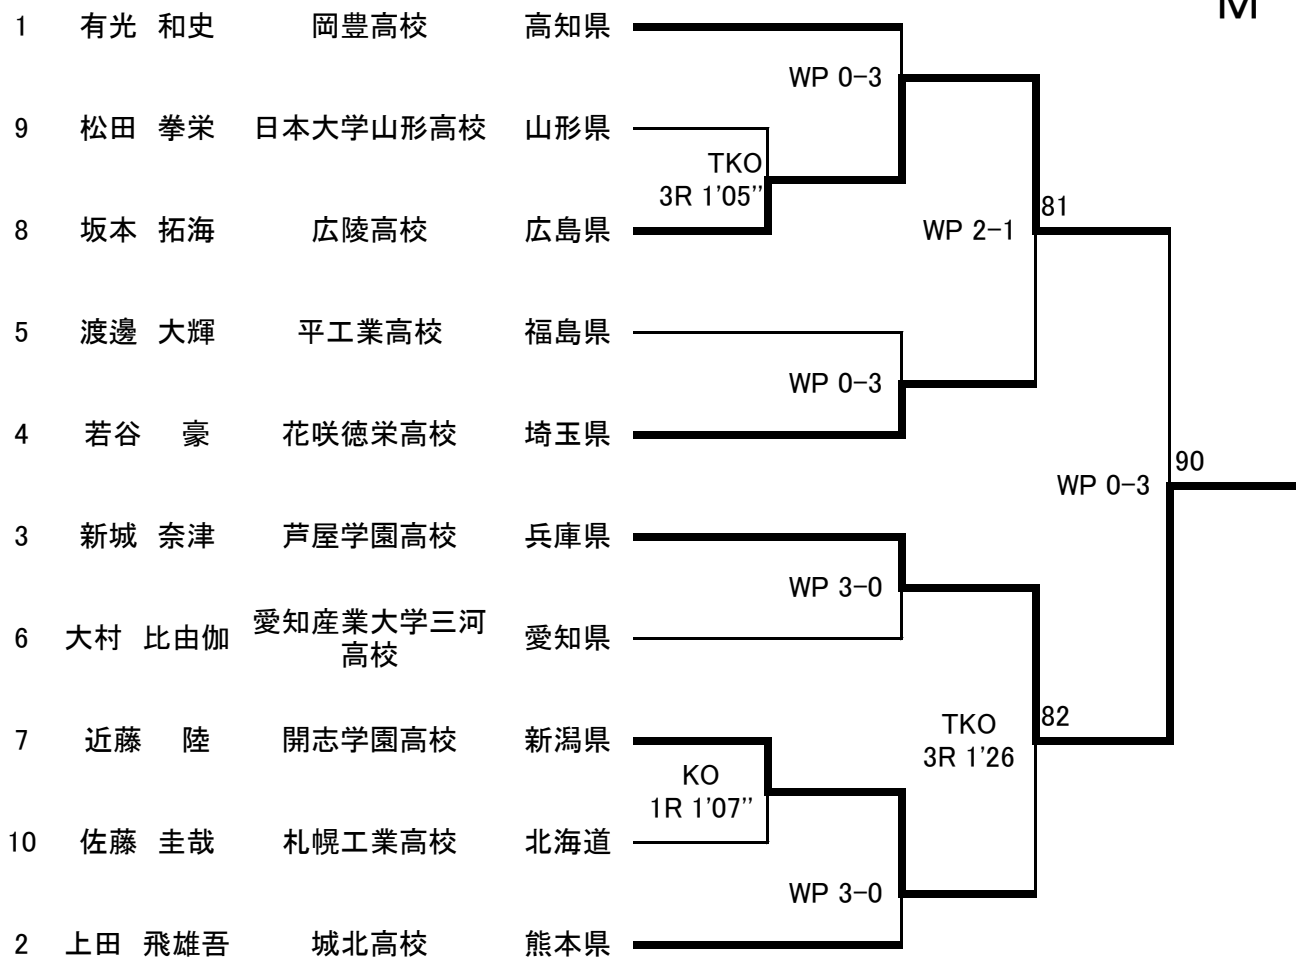 M
1 有光 和史 岡豊高校 高知県
WP 0-3
9 松田 拳栄 日本大学山形高校 山形県
TKO
3R 1'05''
8 坂本 拓海 広陵高校 広島県
81
WP 2-1
5 渡邊 大輝 平工業高校 福島県
WP 0-3
4 若谷 豪 花咲徳栄高校 埼玉県
90
WP 0-3
3 新城 奈津 芦屋学園高校 兵庫県
WP 3-0
6 大村 比由伽 愛知産業大学三河
高校 愛知県
82
TKO
3R 1'26
7 近藤 陸 開志学園高校 新潟県
KO
1R 1'07''
10 佐藤 圭哉 札幌工業高校 北海道
WP 3-0
2 上田 飛雄吾 城北高校 熊本県